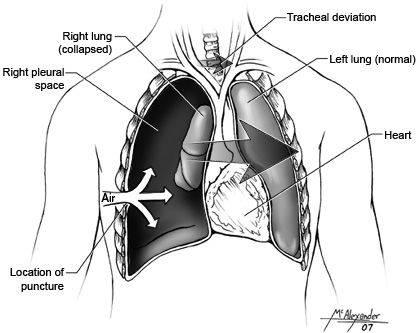 Tracheal deviation
Right lung
(collapsed)
Left lung (normal)
Right pleural
space
Heart
Air
Location of
puncture
McAlexander
07